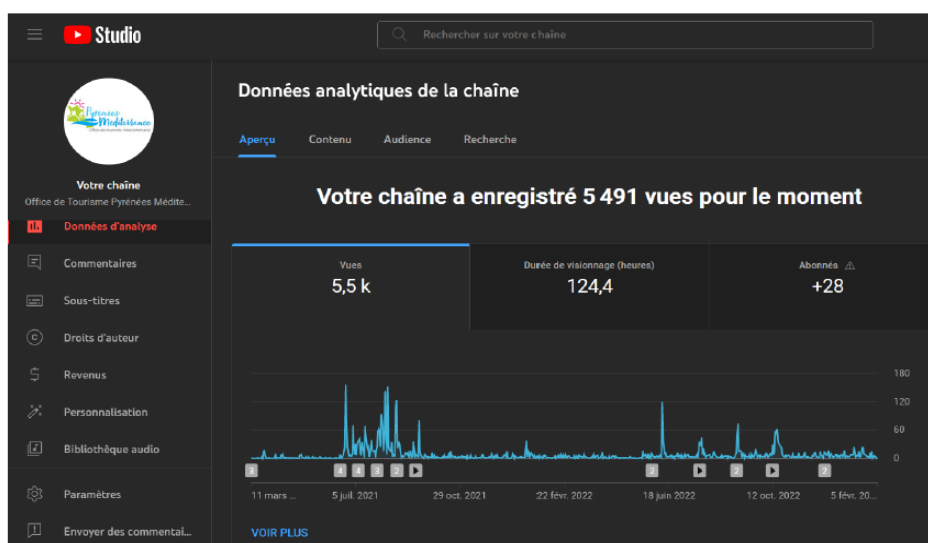 Studio
Rechercher sur votre chaîne
Pyrénées
Méditerranée
Votre chaîne
Office de Tourisme Pyrénées Médite...
Données d'analyse
Commentaires
Sous-titres
Droits d'auteur
Revenus
Personnalisation
Bibliothèque audio
Paramètres
Envoyer des commentai...
Données analytiques de la chaîne
Aperçu Contenu Audience Recherche
Votre chaîne a enregistré 5 491 vues pour le moment
Vues
5,5 k
Durée de visionnage (heures)
124,4
Abonnés
+28
180
120
60
0
3 4 4 3 2 2 2 2
11 mars ... 5 juil. 2021 29 oct. 2021 22 févr. 2022 18 juin 2022 12 oct. 2022 5 févr. 20...
VOIR PLUS